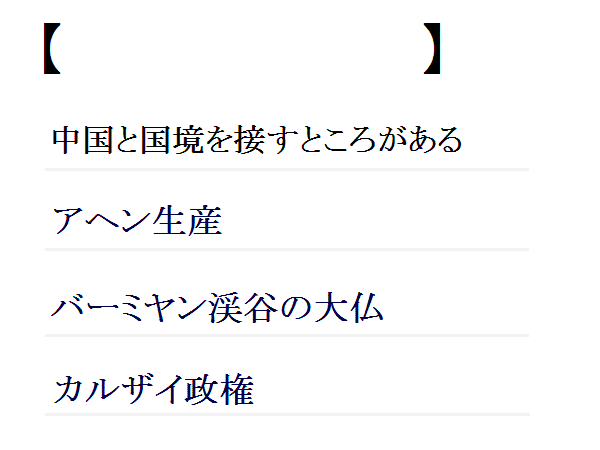 【　　　　　　　　　　】
中国と国境を接すところがある
アヘン生産
バーミヤン渓谷の大仏
カルザイ政権